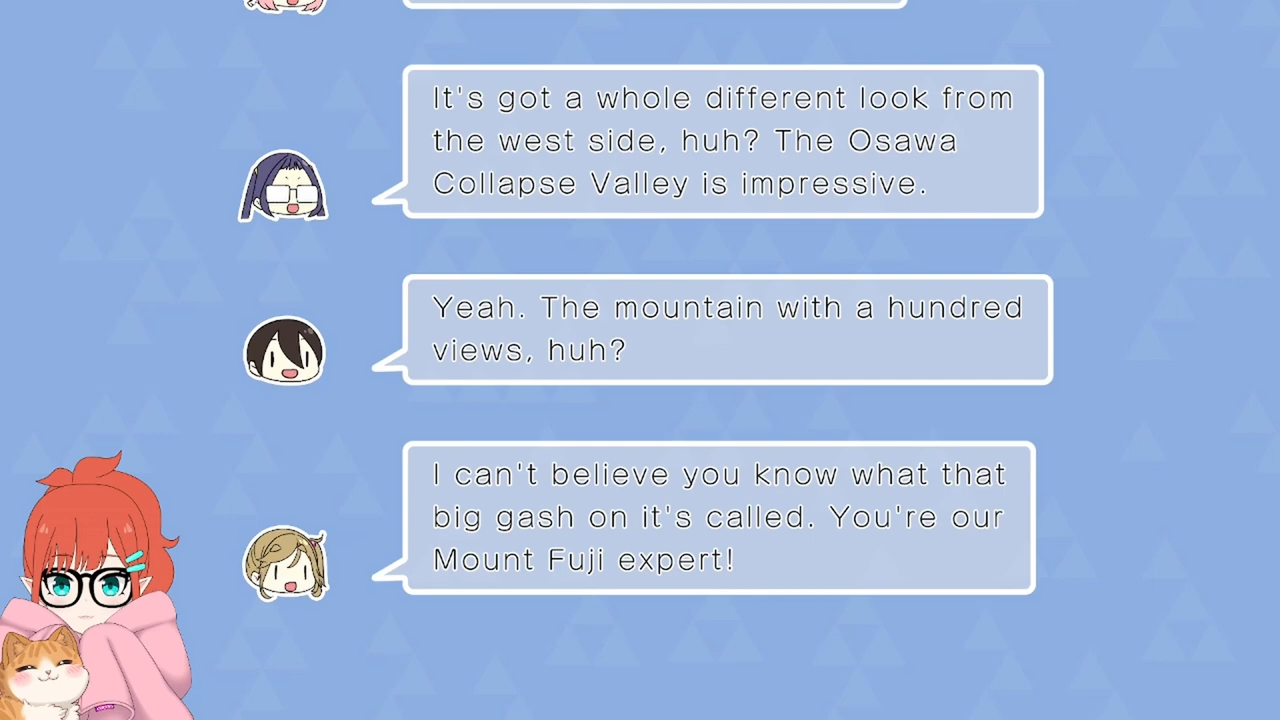 It's got a whole different look from
the west side, huh? The Osawa
Collapse Valley is impressive.
Yeah. The mountain with a hundred
views, huh?
I can't believe you know what that
big gash on it's called. You're our
Mount Fuji expert!